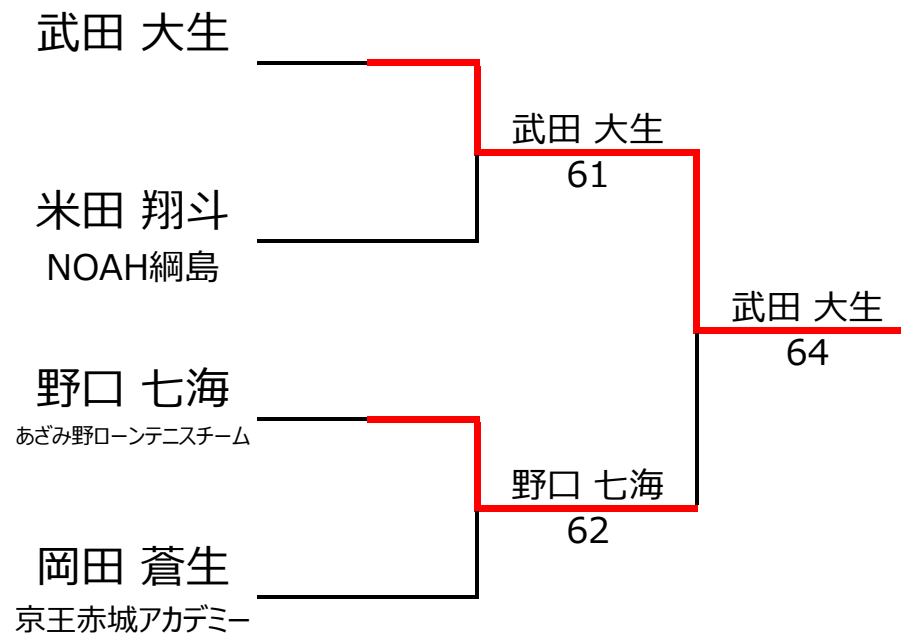 武田 大生
米田 翔斗
NOAH綱島
野口 七海
あざみ野ローンテニスチーム
岡田 蒼生
京王赤城アカデミー
武田 大生
61
野口 七海
62
武田 大生
64